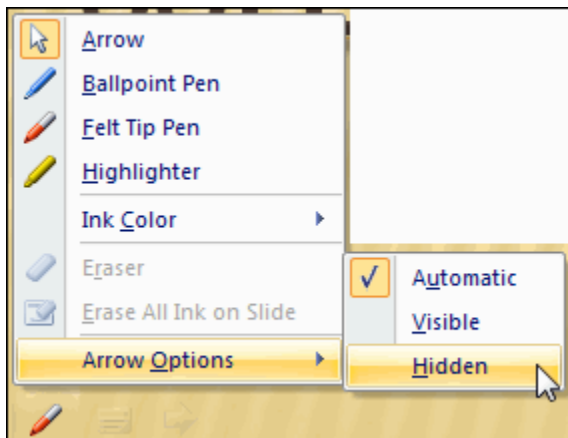 Arrow
Ballpoint Pen
Felt Tip Pen
Highlighter
Ink Color
Eraser
Erase All Ink on Slide
Arrow Options
Automatic
Visible
Hidden